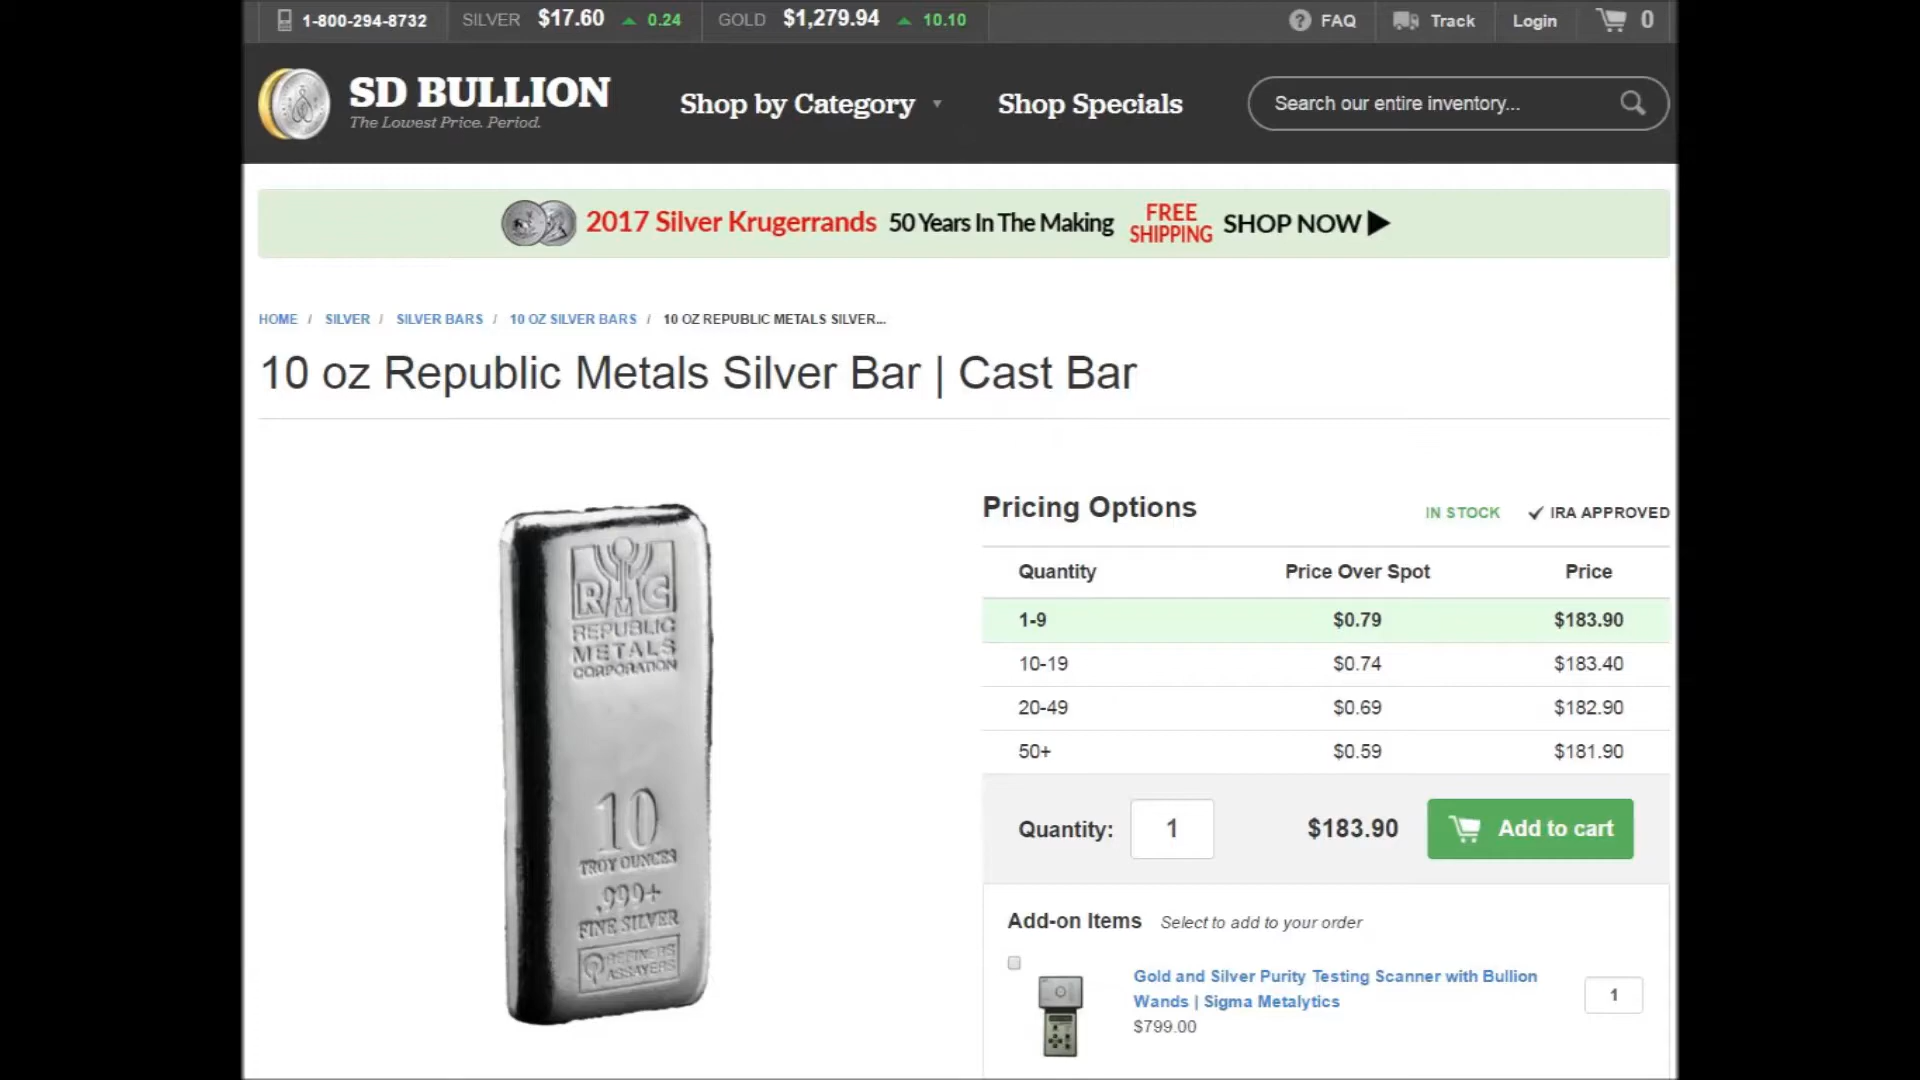 1-800-294-8732 SILVER $17.60 0.24 GOLD $1,279.94 10.10 ? FAQ Track Login 0
SD BULLION
The Lowest Price. Period.
Shop by Category Shop Specials Search our entire inventory...
2017 Silver Krugerrands 50 Years In The Making FREE SHIPPING SHOP NOW
HOME / SILVER / SILVER BARS / 10 OZ SILVER BARS / 10 OZ REPUBLIC METALS SILVER...
10 oz Republic Metals Silver Bar | Cast Bar
RMC
REPUBLIC
METALS
CORPORATION
10
TROY OUNCES
.999+
FINE SILVER
REFINERS
ASSAYERS
Pricing Options IN STOCK ✓ IRA APPROVED
Quantity Price Over Spot Price
1-9 $0.79 $183.90
10-19 $0.74 $183.40
20-49 $0.69 $182.90
50+ $0.59 $181.90
Quantity: 1 $183.90 Add to cart
Add-on Items Select to add to your order
Gold and Silver Purity Testing Scanner with Bullion
Wands | Sigma Metalytics
$799.00
1